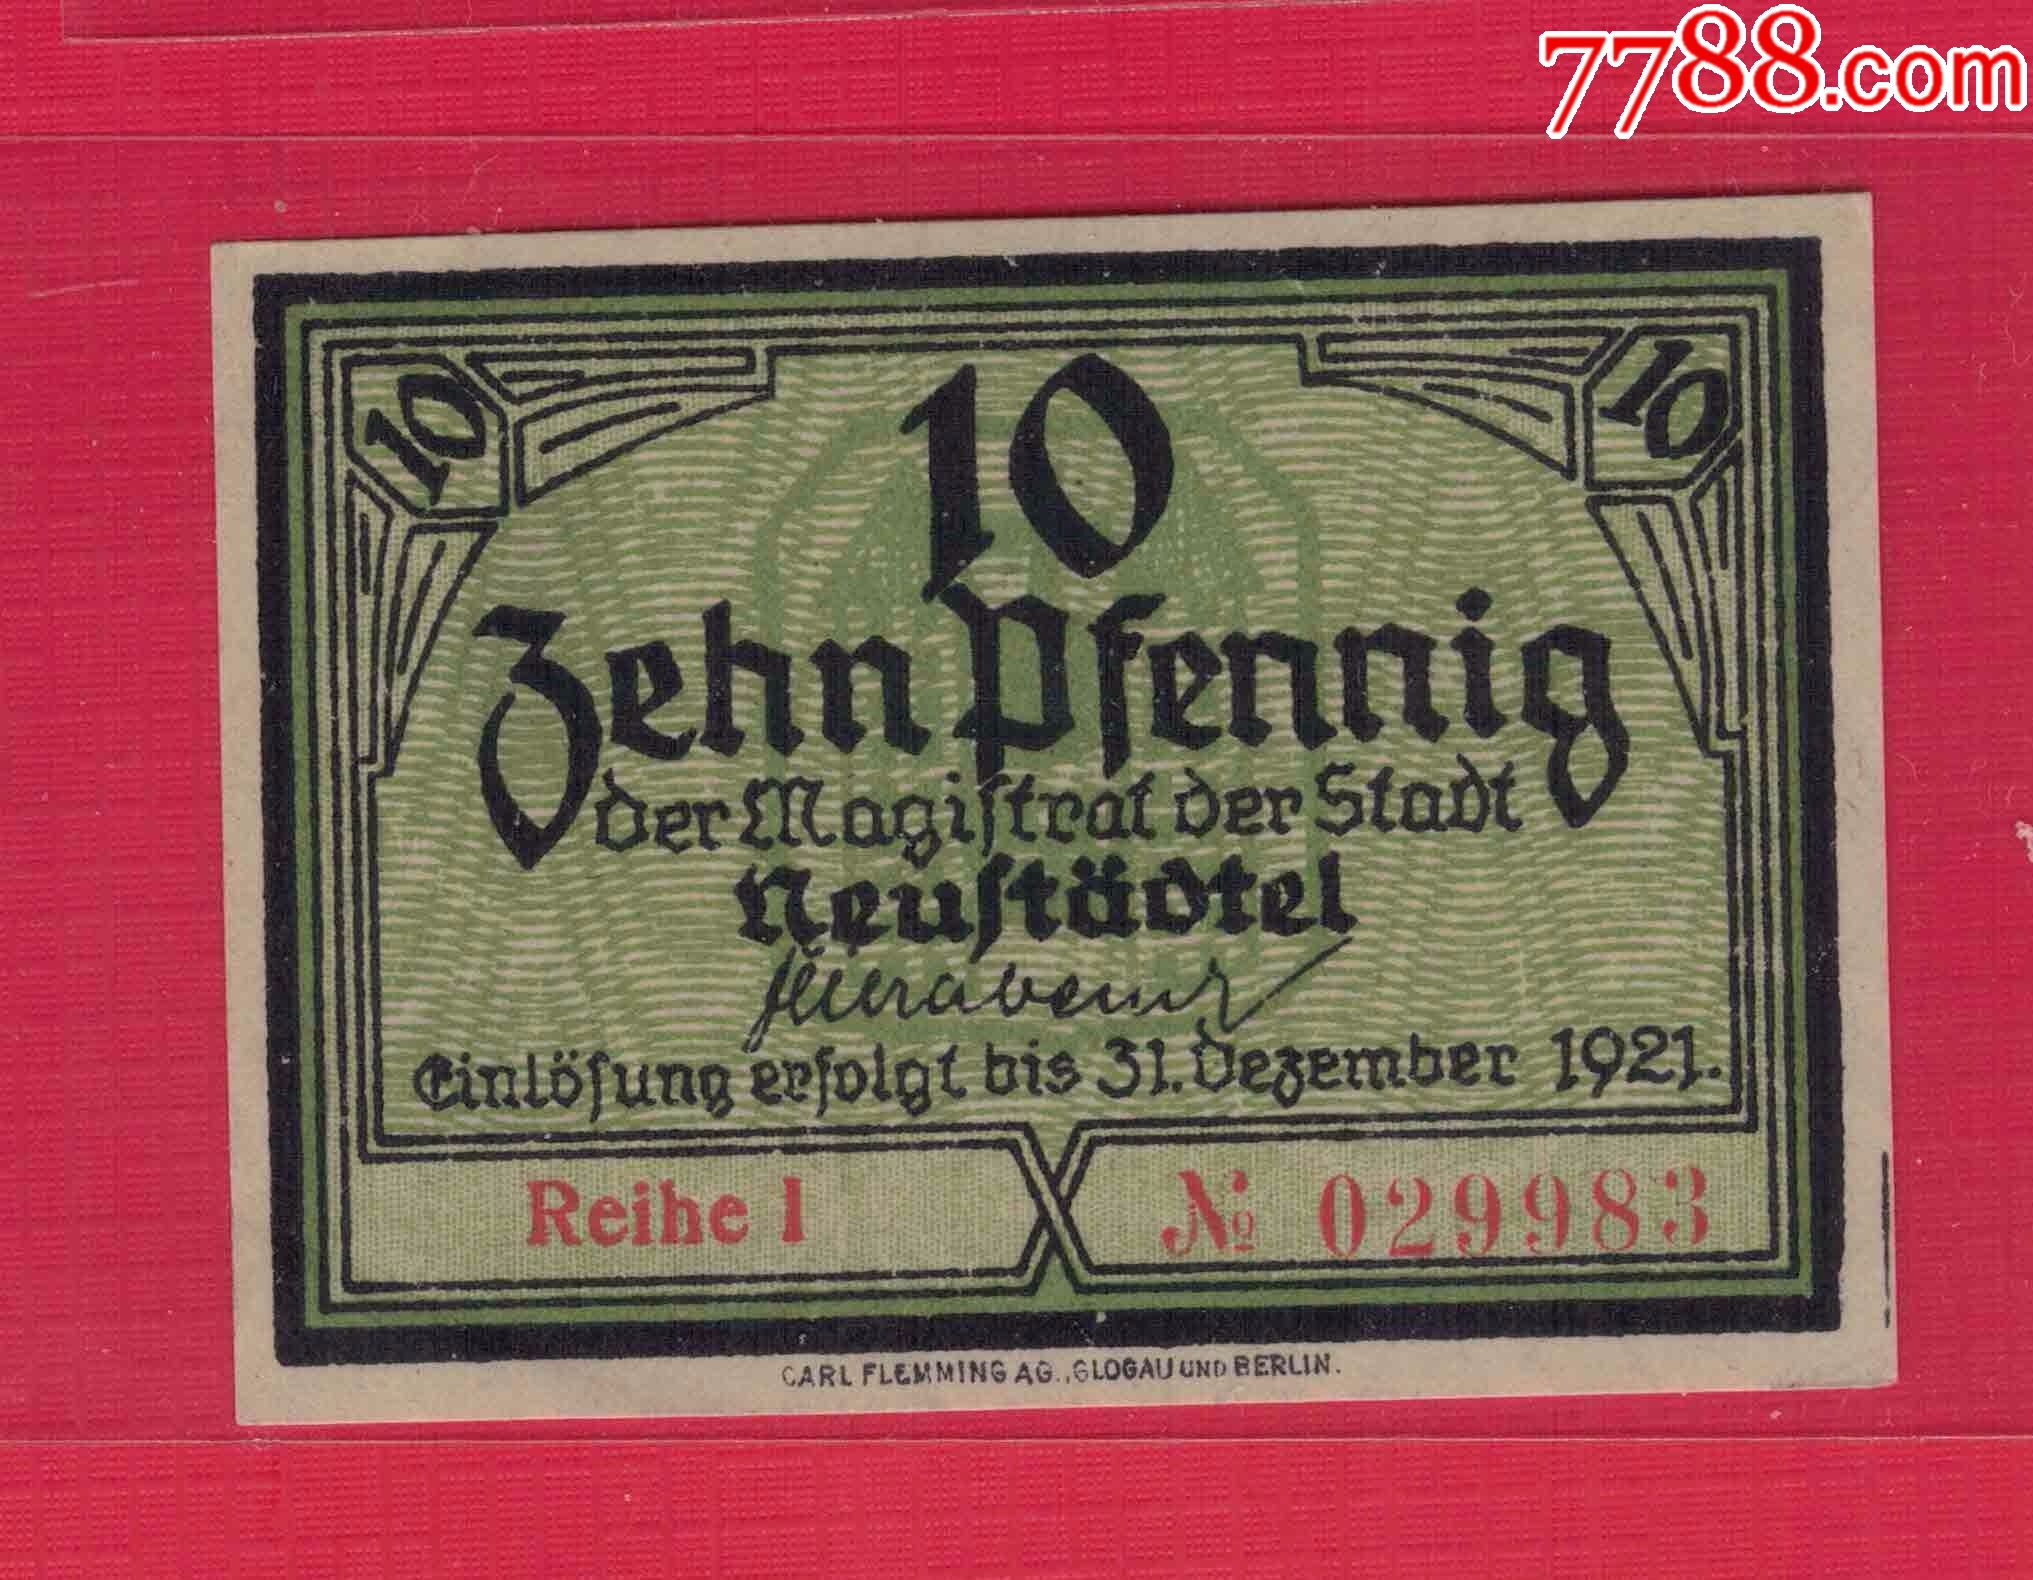 7788.com
10 10
10
Zehn Pfennig
der Magiſtrat der Stadt
Neuſtädtel
Einlöſung erfolgt bis 31. Dezember 1921.
Reihe 1 № 029983
CARL FLEMMING AG., GLOGAU UND BERLIN.